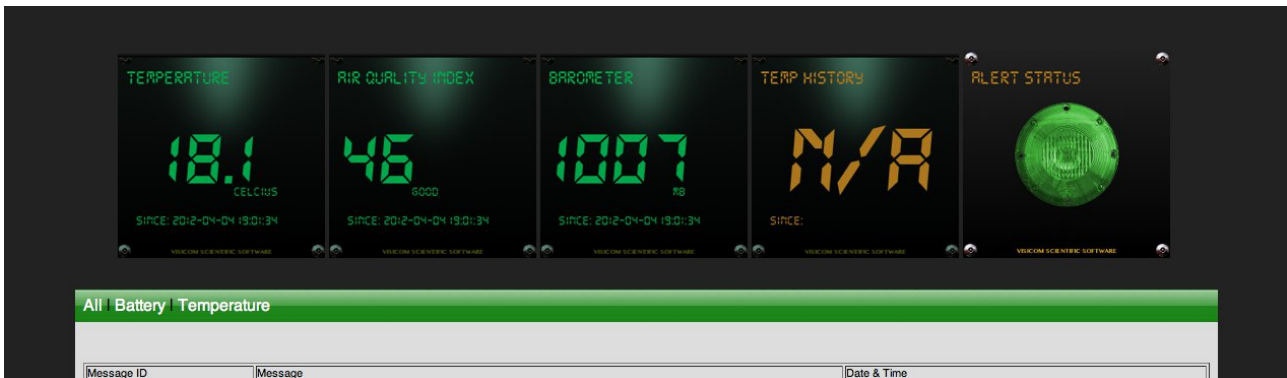 TEMPERATURE
18.1
CELCIUS
SINCE: 2012-04-04 19:01:34
VISICOM SCIENTIFIC SOFTWARE
AIR QUALITY INDEX
46
GOOD
SINCE: 2012-04-04 19:01:34
VISICOM SCIENTIFIC SOFTWARE
BAROMETER
1007
MB
SINCE: 2012-04-04 19:01:34
VISICOM SCIENTIFIC SOFTWARE
TEMP HISTORY
N/A
SINCE:
VISICOM SCIENTIFIC SOFTWARE
ALERT STATUS
VISICOM SCIENTIFIC SOFTWARE
All | Battery | Temperature
Message ID
Message
Date & Time